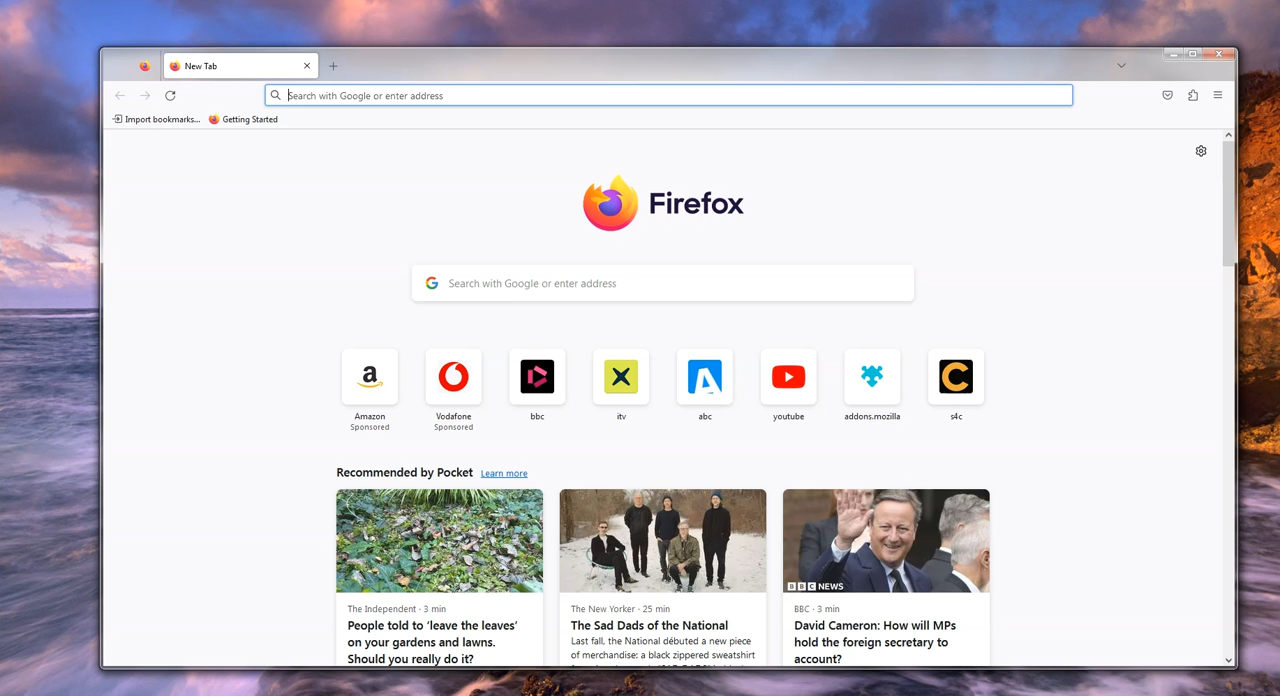 New Tab
Search with Google or enter address
Import bookmarks...
Getting Started
Firefox
Search with Google or enter address
Amazon
Sponsored
Vodafone
Sponsored
bbc
itv
abc
youtube
addons.mozilla
s4c
Recommended by Pocket Learn more
The Independent · 3 min
People told to ‘leave the leaves’
on your gardens and lawns.
Should you really do it?
The New Yorker · 25 min
The Sad Dads of the National
Last fall, the National débuted a new piece
of merchandise: a black zippered sweatshirt
BBC NEWS
BBC · 3 min
David Cameron: How will MPs
hold the foreign secretary to
account?